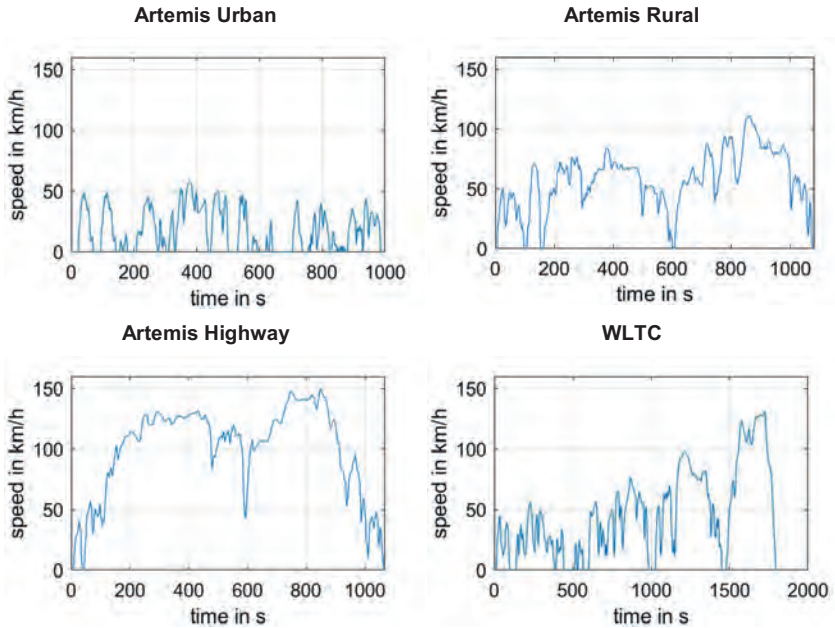 Artemis Urban
150
100
50
0
speed in km/h
0 200 400 600 800 1000
time in s
Artemis Rural
150
100
50
0
speed in km/h
0 200 400 600 800 1000
time in s
Artemis Highway
150
100
50
0
speed in km/h
0 200 400 600 800 1000
time in s
WLTC
150
100
50
0
speed in km/h
0 500 1000 1500 2000
time in s